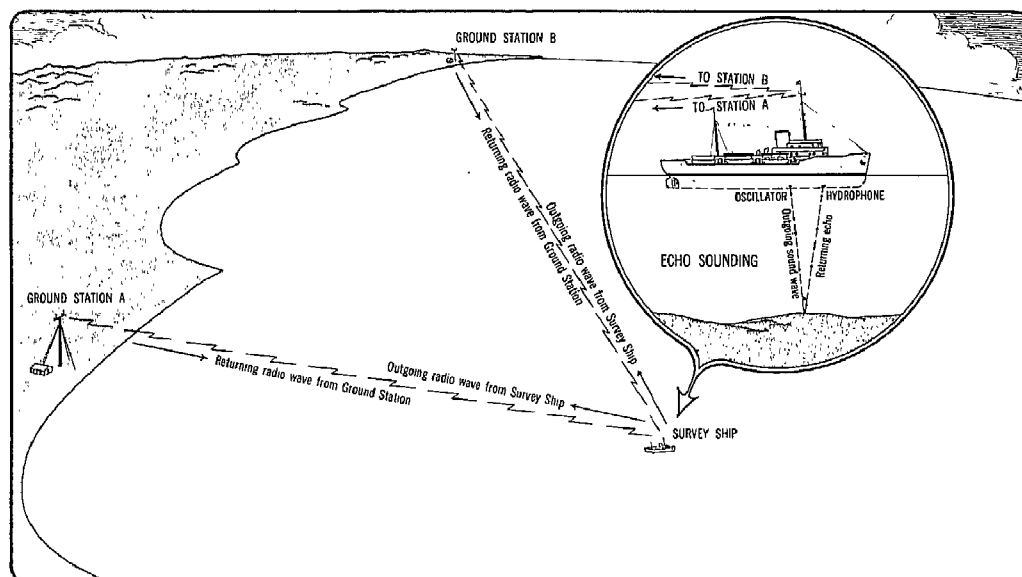 GROUND STATION B
TO STATION B
TO STATION A
OSCILLATOR
HYDROPHONE
Outgoing sound wave
Returning echo
ECHO SOUNDING
Returning radio wave from Ground Station
Outgoing radio wave from Survey Ship
GROUND STATION A
Outgoing radio wave from Survey Ship
Returning radio wave from Ground Station
SURVEY SHIP